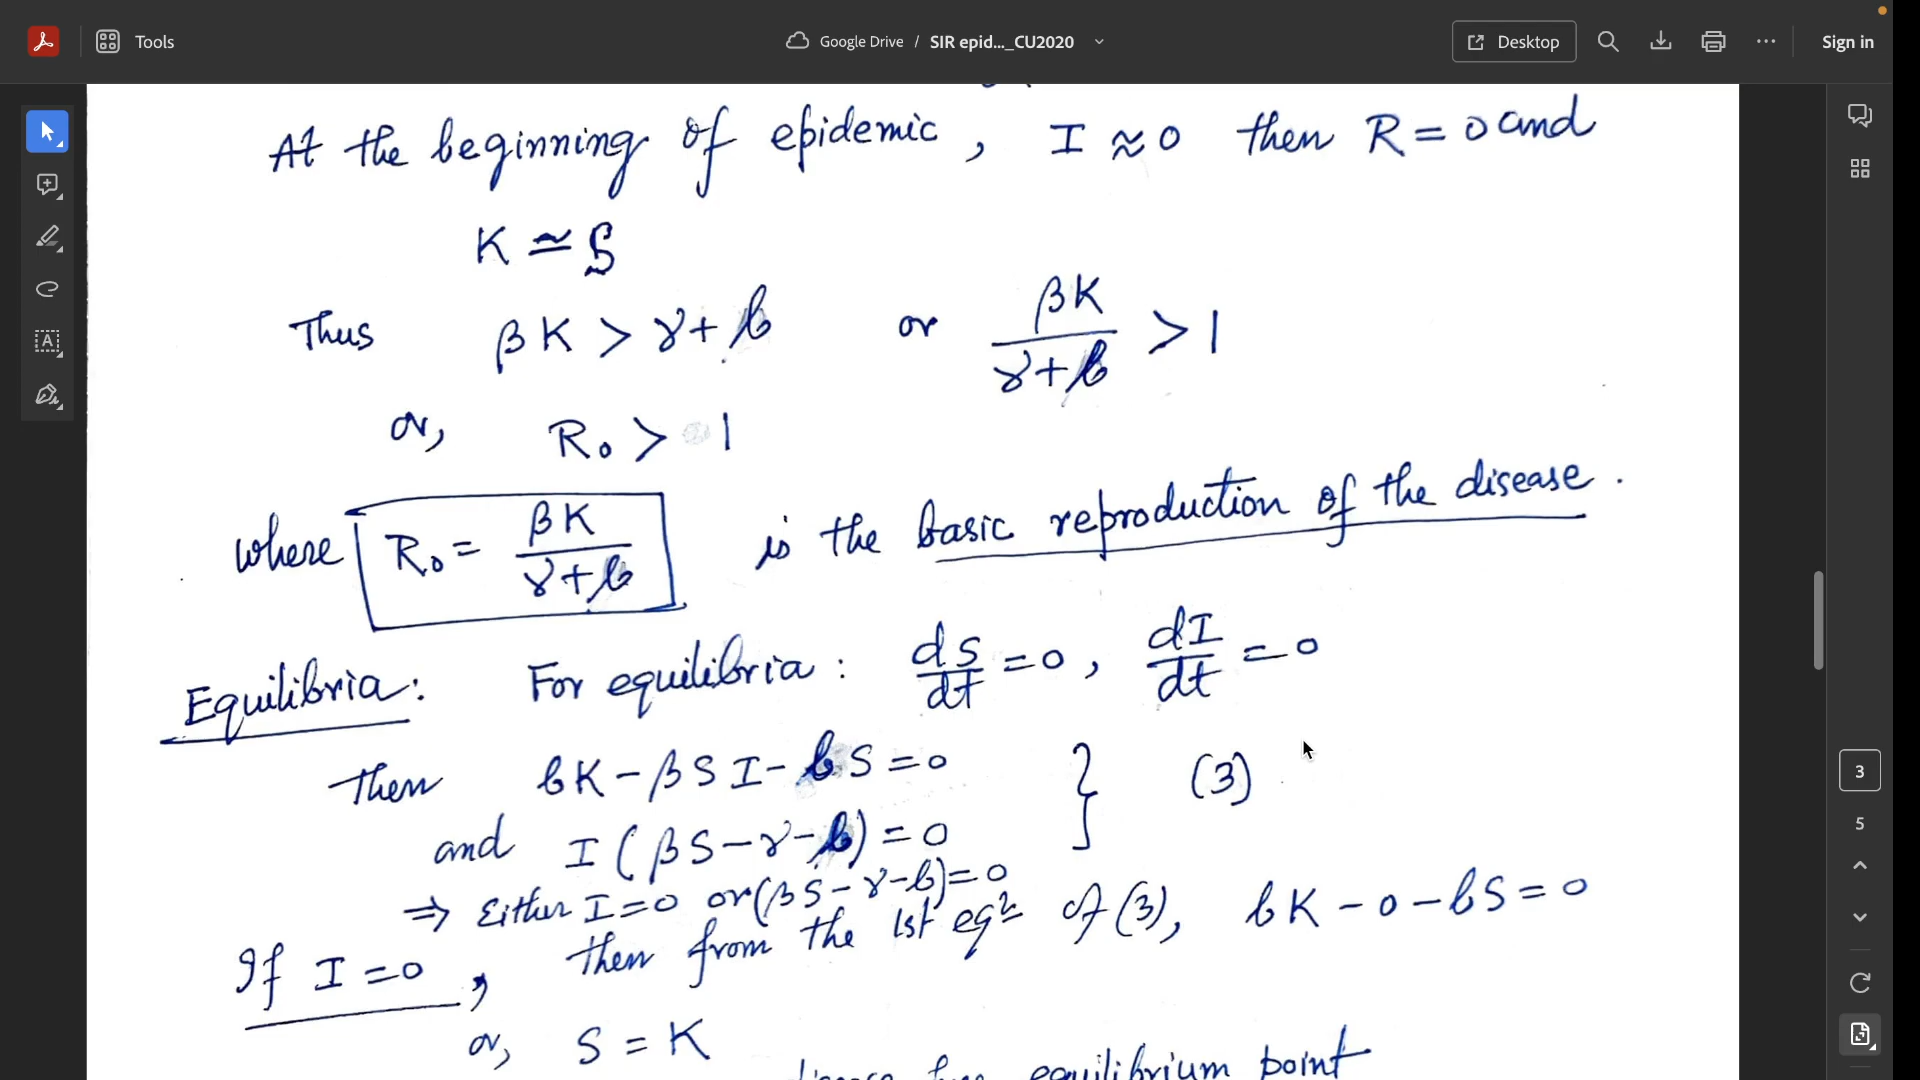 Tools
Google Drive / SIR epid..._CU2020
Desktop
Sign in
At the beginning of epidemic, I ≈ 0 then R = 0 and
K ≃ S
Thus βK > γ+b or βK/(γ+b) > 1
or, R₀ > 1
where R₀ = βK/(γ+b) is the basic reproduction of the disease.
Equilibria: For equilibria: dS/dt = 0, dI/dt = 0
then bK - βSI - bS = 0
and I(βS - γ - b) = 0 } (3)
⇒ Either I = 0 or (βS - γ - b) = 0
If I = 0, then from the 1st eqn of (3), bK - 0 - bS = 0
or, S = K
disease free equilibrium point
3
5